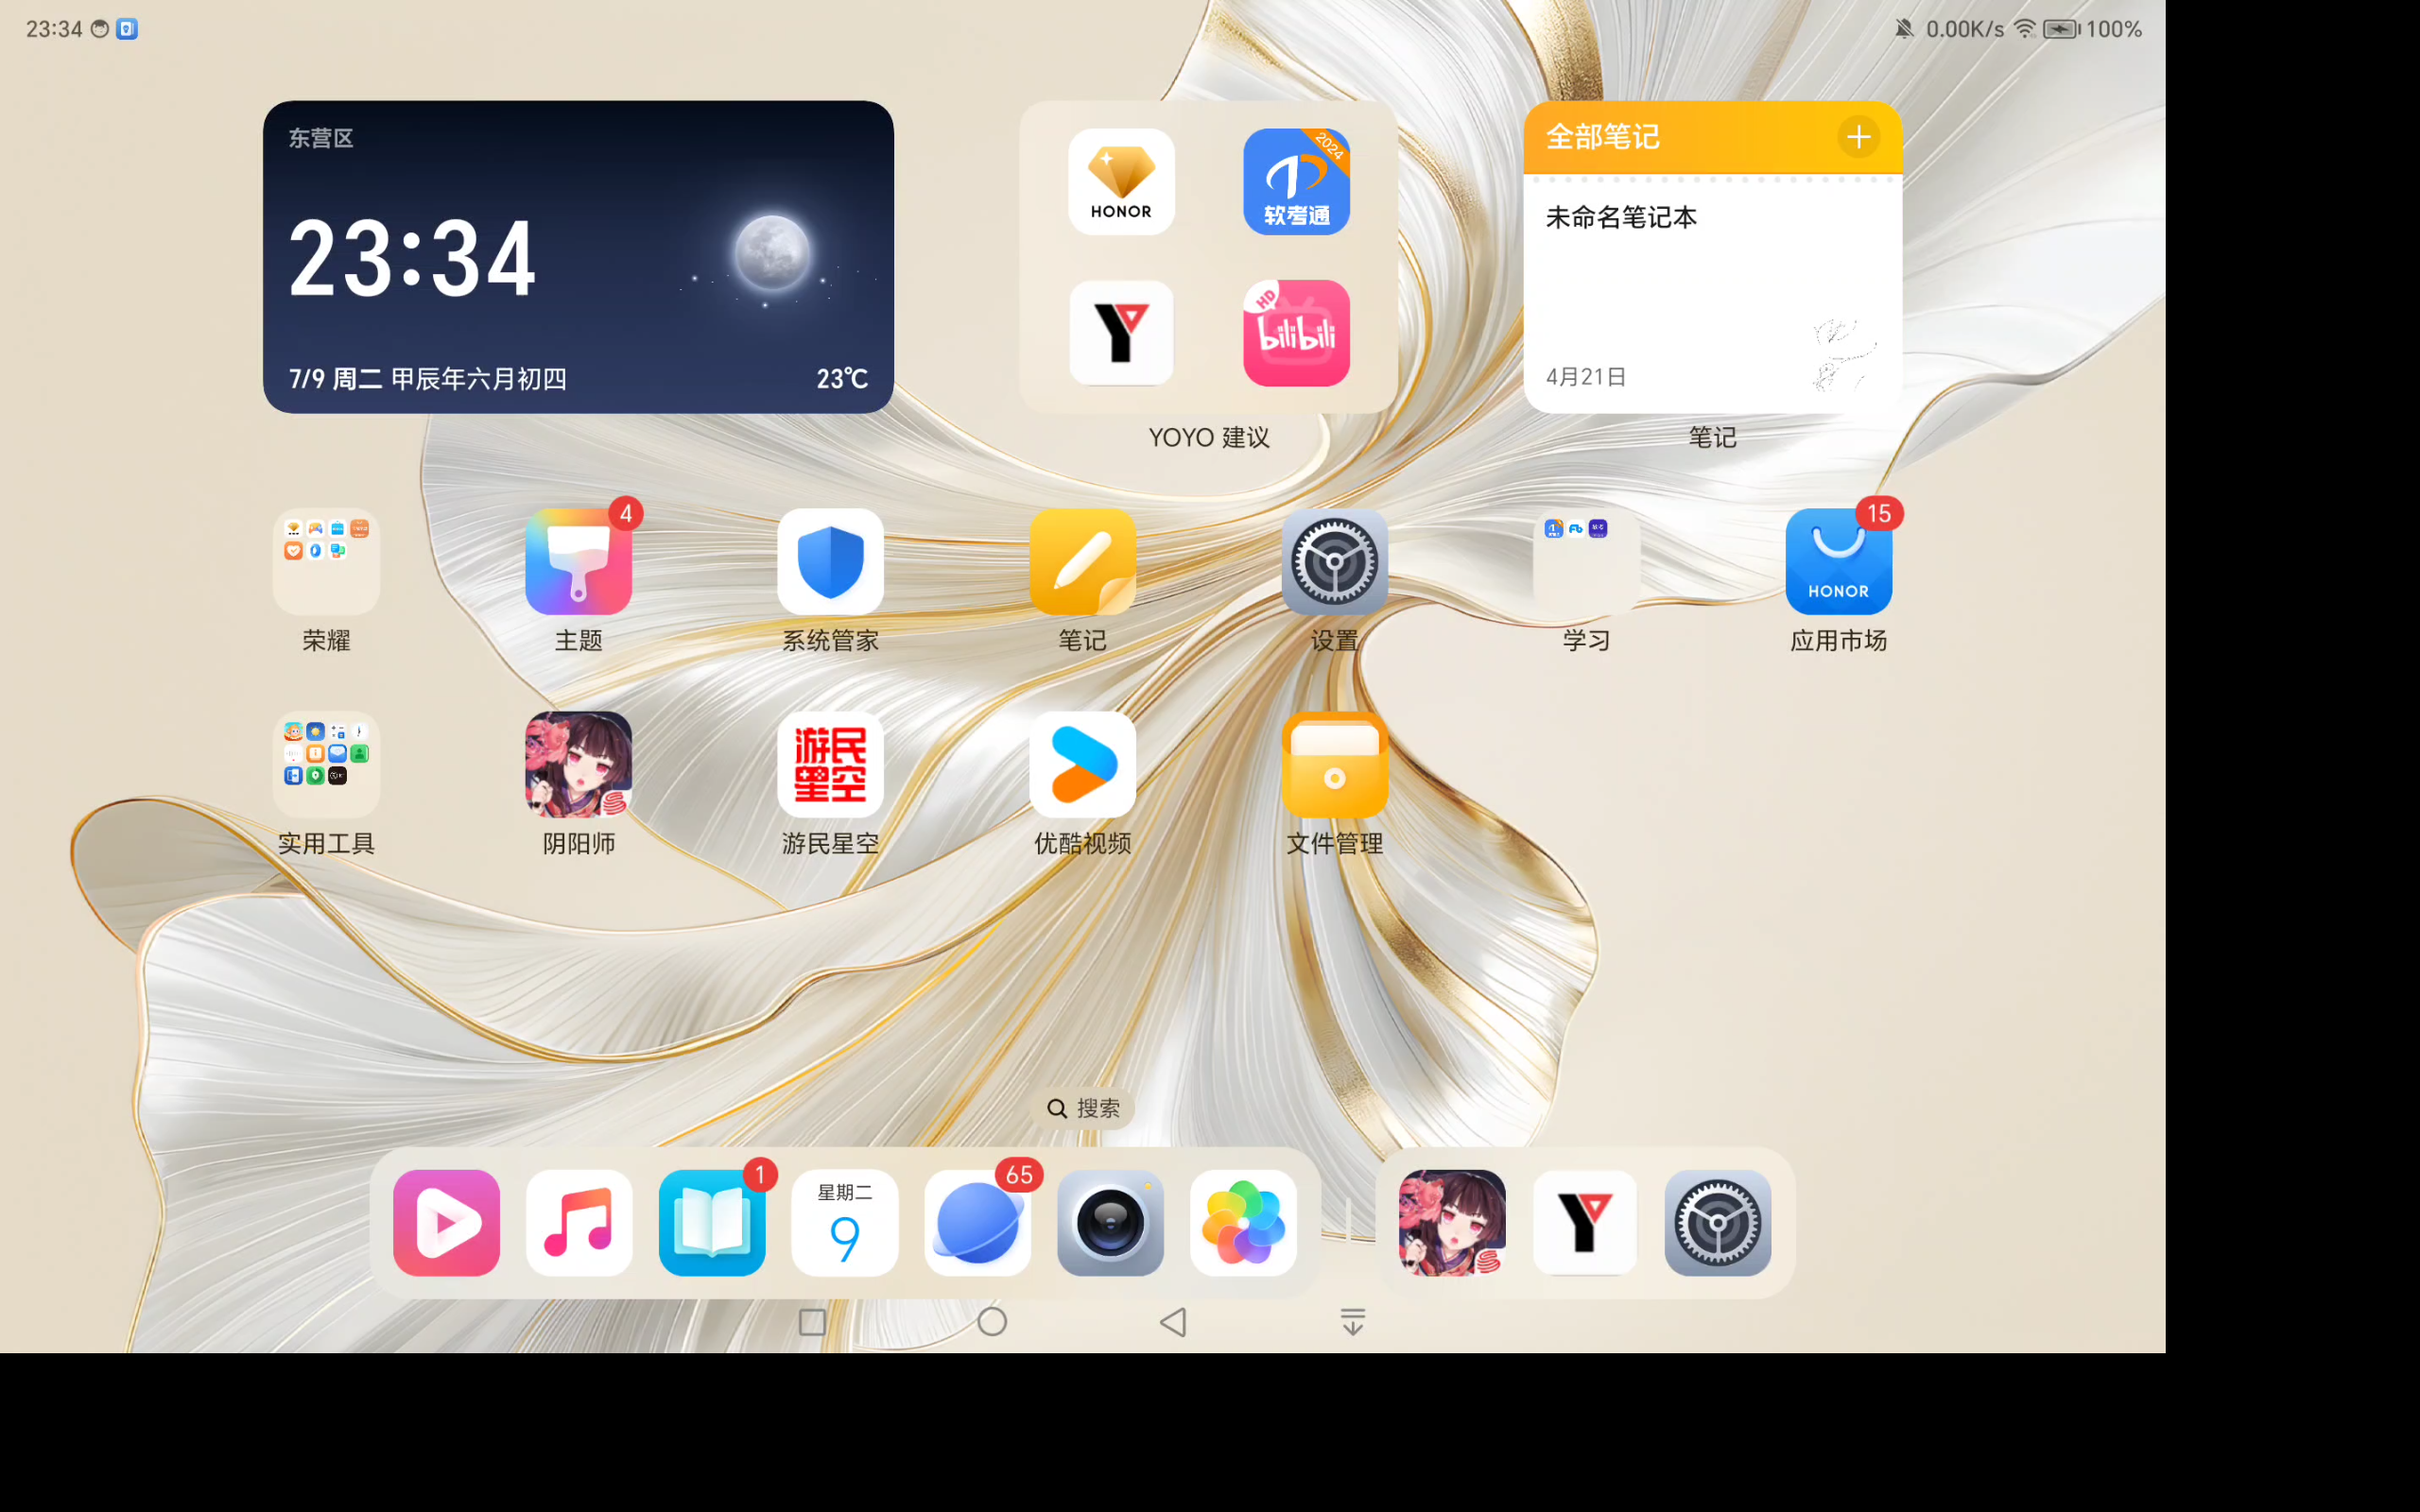 23:34
0.00K/s
100%
东营区
23:34
7/9 周二 甲辰年六月初四
23℃
HONOR
2024
软考通
HD
bilibili
YOYO 建议
全部笔记
未命名笔记本
4月21日
笔记
荣耀
4
主题
系统管家
笔记
设置
学习
15
HONOR
应用市场
实用工具
阴阳师
游民星空
游民星空
优酷视频
文件管理
搜索
1
星期二
9
65